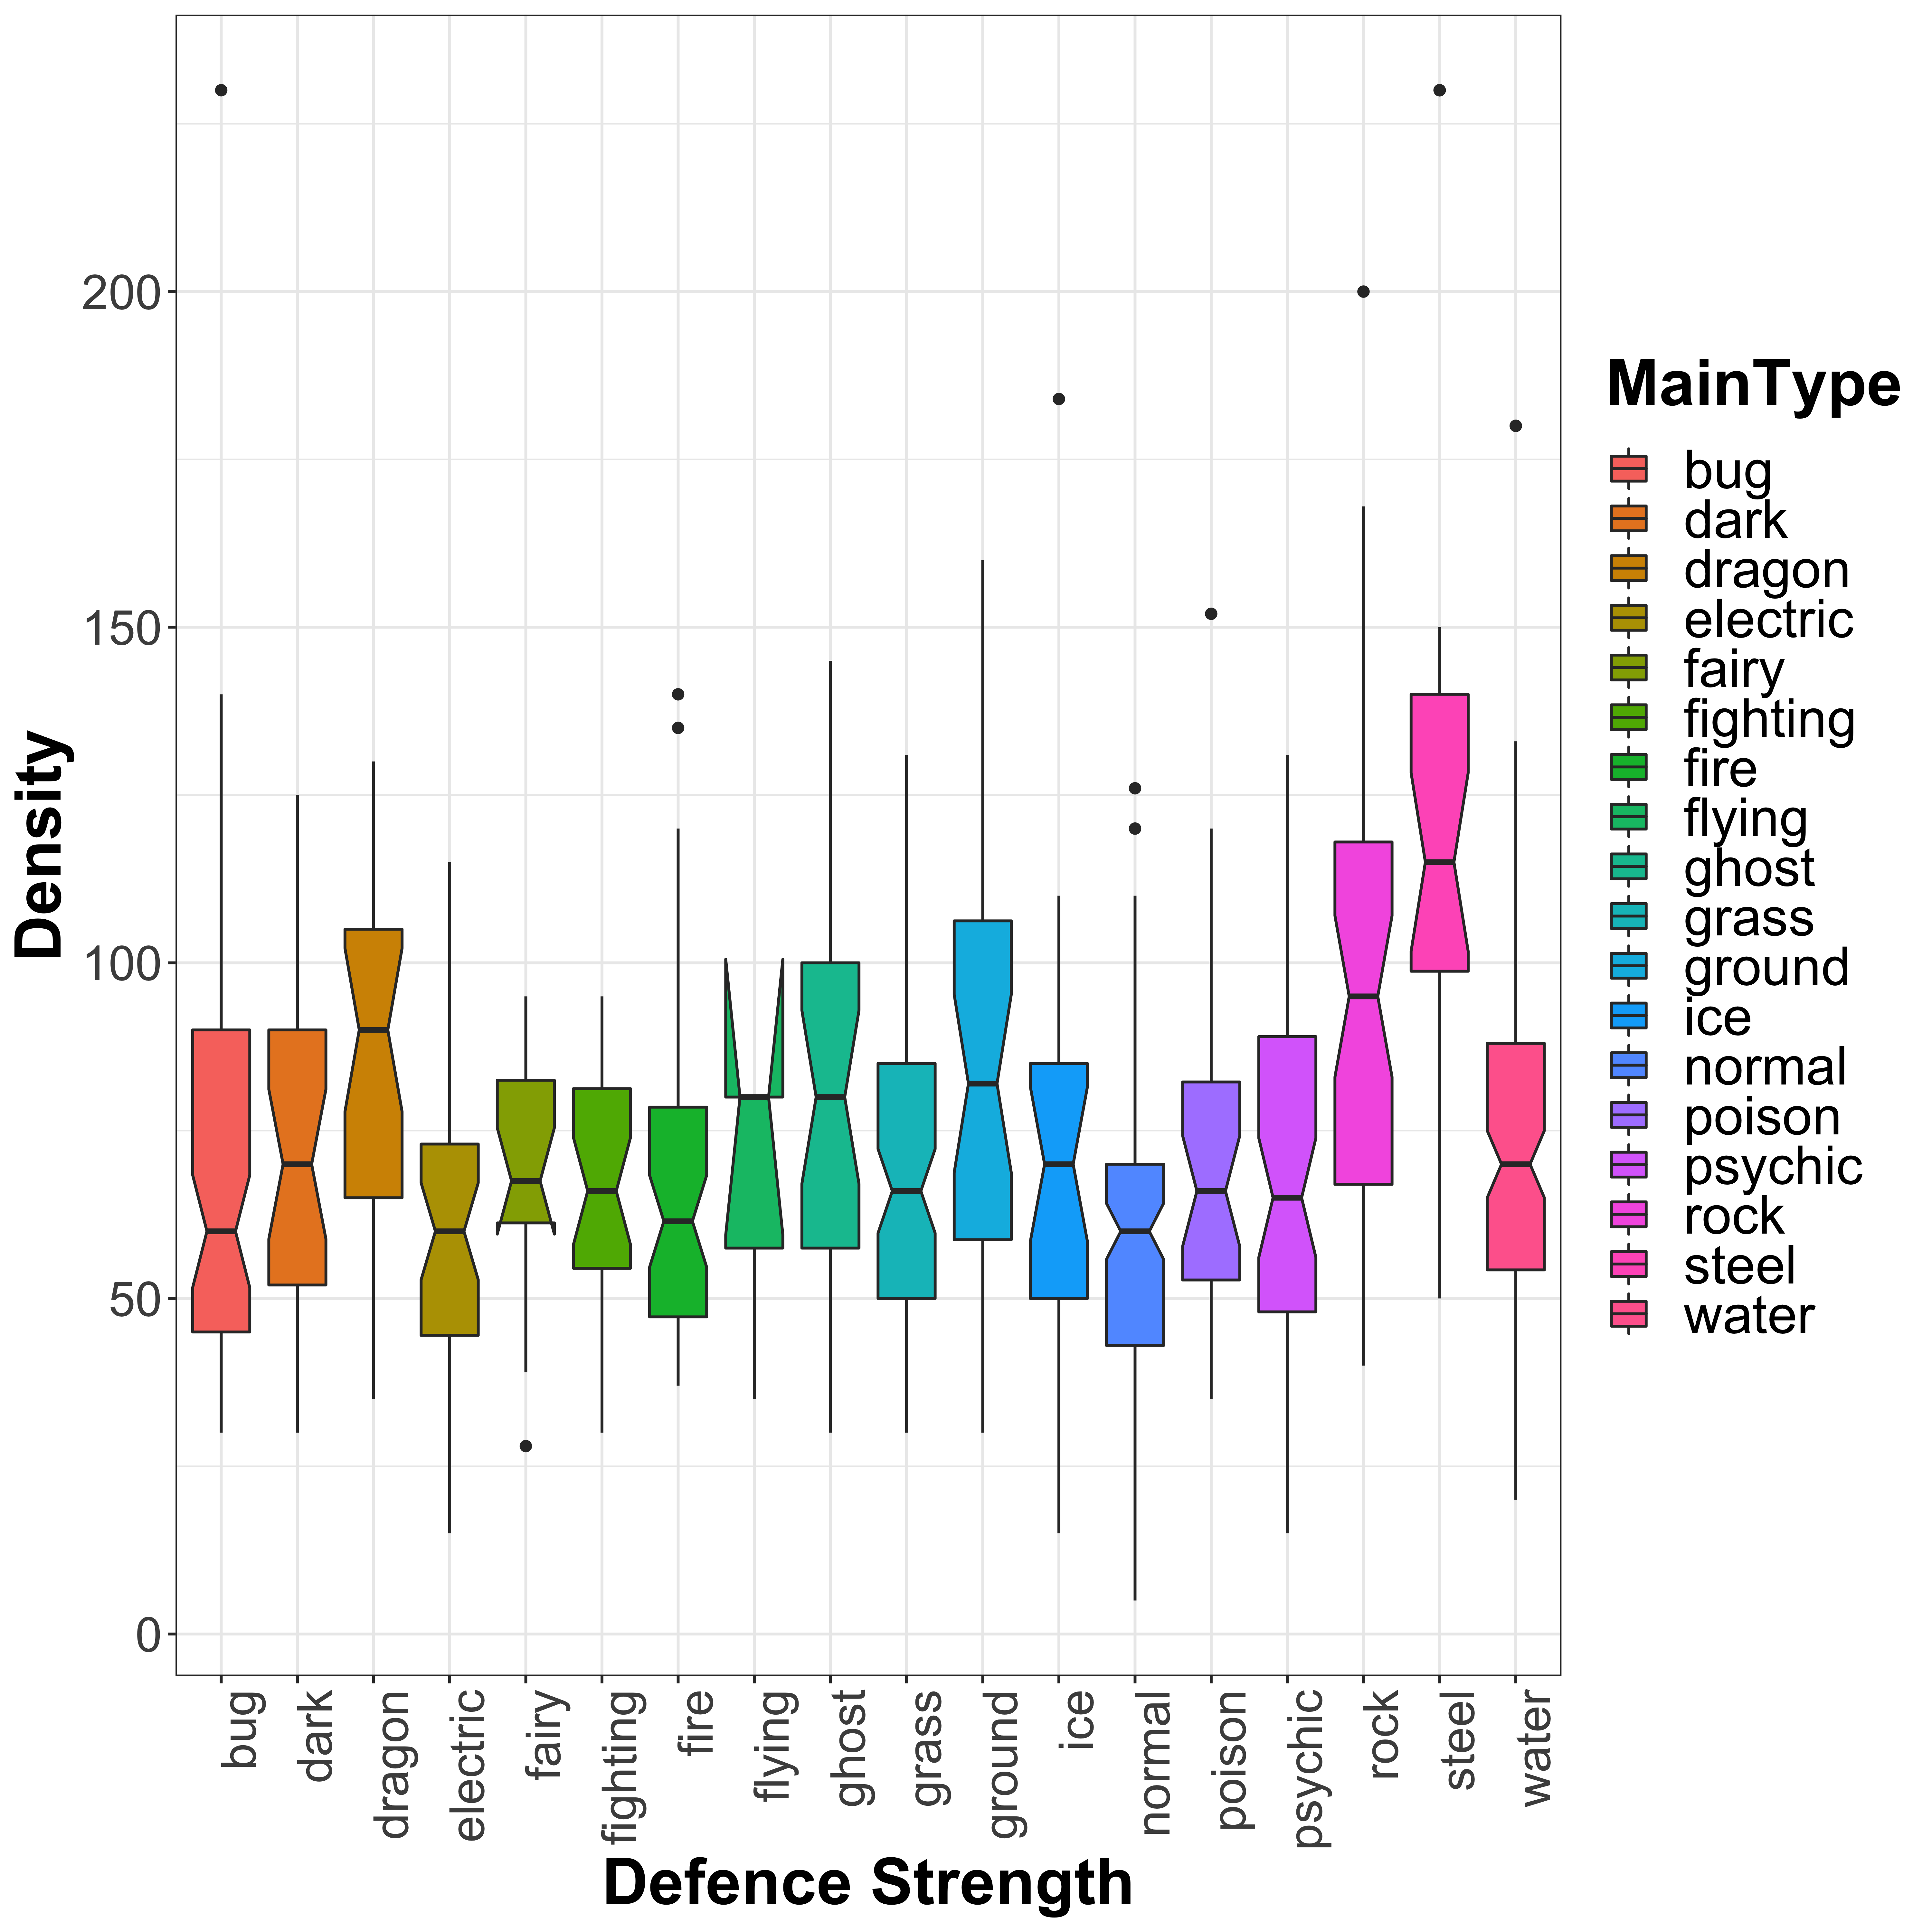 Density
200
150
100
50
0
bug
dark
dragon
electric
fairy
fighting
fire
flying
ghost
grass
ground
ice
normal
poison
psychic
rock
steel
water
Defence Strength
MainType
bug
dark
dragon
electric
fairy
fighting
fire
flying
ghost
grass
ground
ice
normal
poison
psychic
rock
steel
water